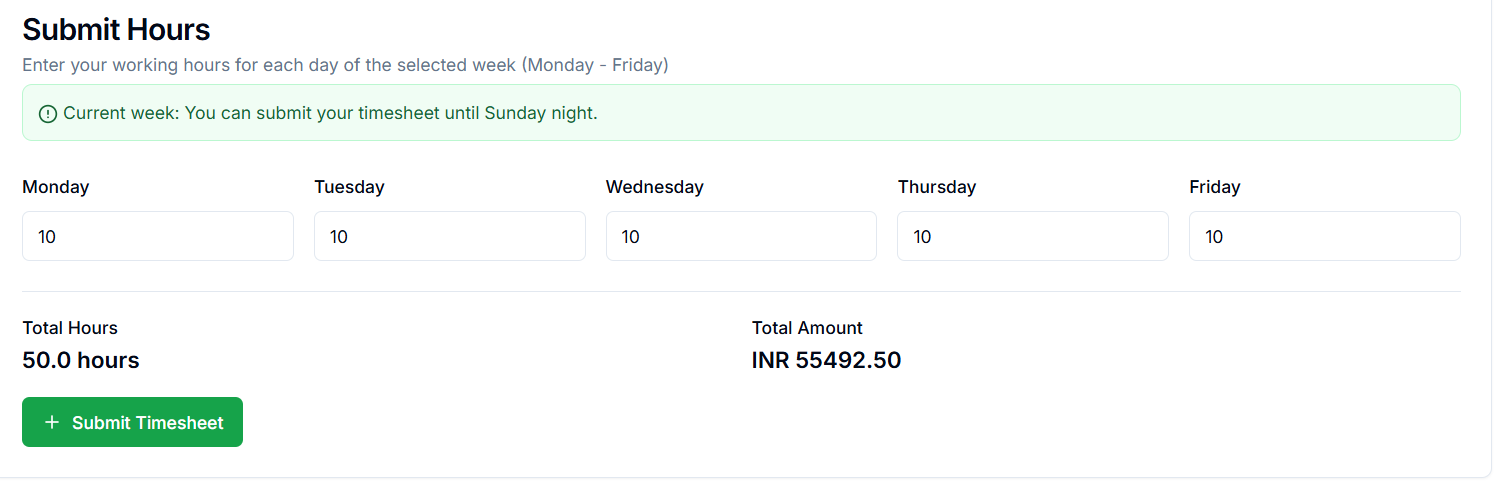 Submit Hours
Enter your working hours for each day of the selected week (Monday - Friday)
Current week: You can submit your timesheet until Sunday night.
Monday Tuesday Wednesday Thursday Friday
10 10 10 10 10
Total Hours Total Amount
50.0 hours INR 55492.50
+ Submit Timesheet